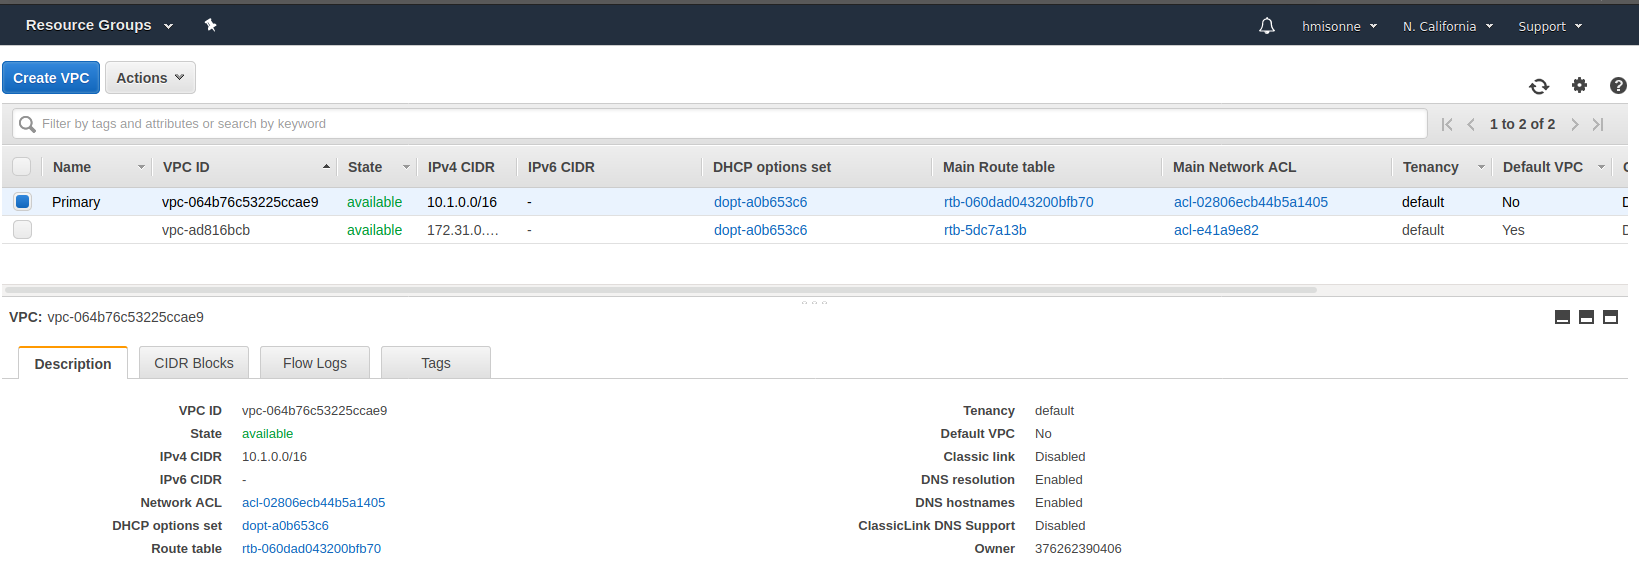 Resource Groups hmisonne N. California Support
Create VPC Actions
Filter by tags and attributes or search by keyword 1 to 2 of 2
Name VPC ID State IPv4 CIDR IPv6 CIDR DHCP options set Main Route table Main Network ACL Tenancy Default VPC
Primary vpc-064b76c53225ccae9 available 10.1.0.0/16 - dopt-a0b653c6 rtb-060dad043200bfb70 acl-02806ecb44b5a1405 default No
vpc-ad816bcb available 172.31.0.… - dopt-a0b653c6 rtb-5dc7a13b acl-e41a9e82 default Yes
VPC: vpc-064b76c53225ccae9
Description CIDR Blocks Flow Logs Tags
VPC ID vpc-064b76c53225ccae9 Tenancy default
State available Default VPC No
IPv4 CIDR 10.1.0.0/16 Classic link Disabled
IPv6 CIDR - DNS resolution Enabled
Network ACL acl-02806ecb44b5a1405 DNS hostnames Enabled
DHCP options set dopt-a0b653c6 ClassicLink DNS Support Disabled
Route table rtb-060dad043200bfb70 Owner 376262390406